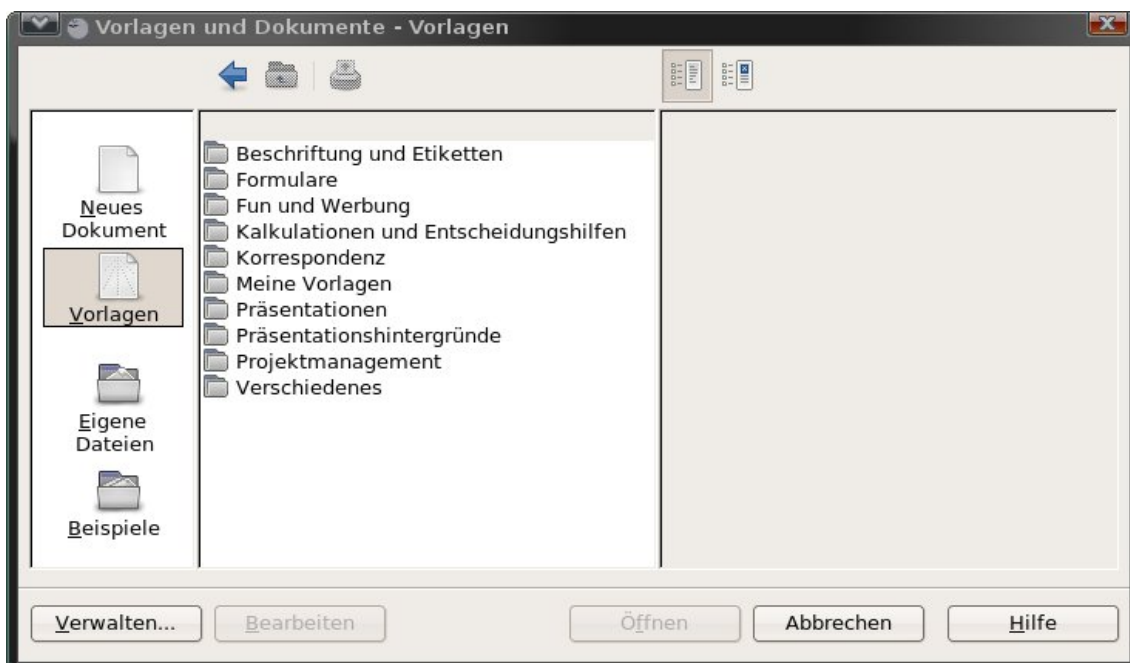 Vorlagen und Dokumente - Vorlagen
Neues
Dokument
Vorlagen
Eigene
Dateien
Beispiele
Beschriftung und Etiketten
Formulare
Fun und Werbung
Kalkulationen und Entscheidungshilfen
Korrespondenz
Meine Vorlagen
Präsentationen
Präsentationshintergründe
Projektmanagement
Verschiedenes
Verwalten...
Bearbeiten
Öffnen
Abbrechen
Hilfe